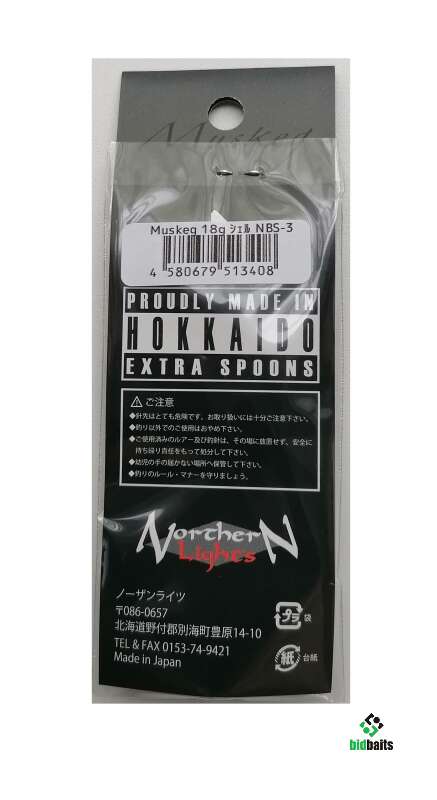 Muskeg
Muskeg 18g ｼｪﾙ NBS-3
4 580679 513408
PROUDLY MADE IN
HOKKAIDO
EXTRA SPOONS
ご注意
◆針先はとても危険です。お取り扱いには十分ご注意下さい。
◆釣り以外でのご使用はおやめ下さい。
◆ご使用済みのルアー及び釣針は、その場に放置せず、安全に
持ち帰り責任をもって処分して下さい。
◆幼児の手の届かない場所へ保管して下さい。
◆釣りのルール・マナーを守りましょう。
NortherN
Lights
ノーザンライツ
〒086-0657
北海道野付郡別海町豊原14-10
TEL & FAX 0153-74-9421
Made in Japan
プラ 袋
紙 台紙
bidbaits